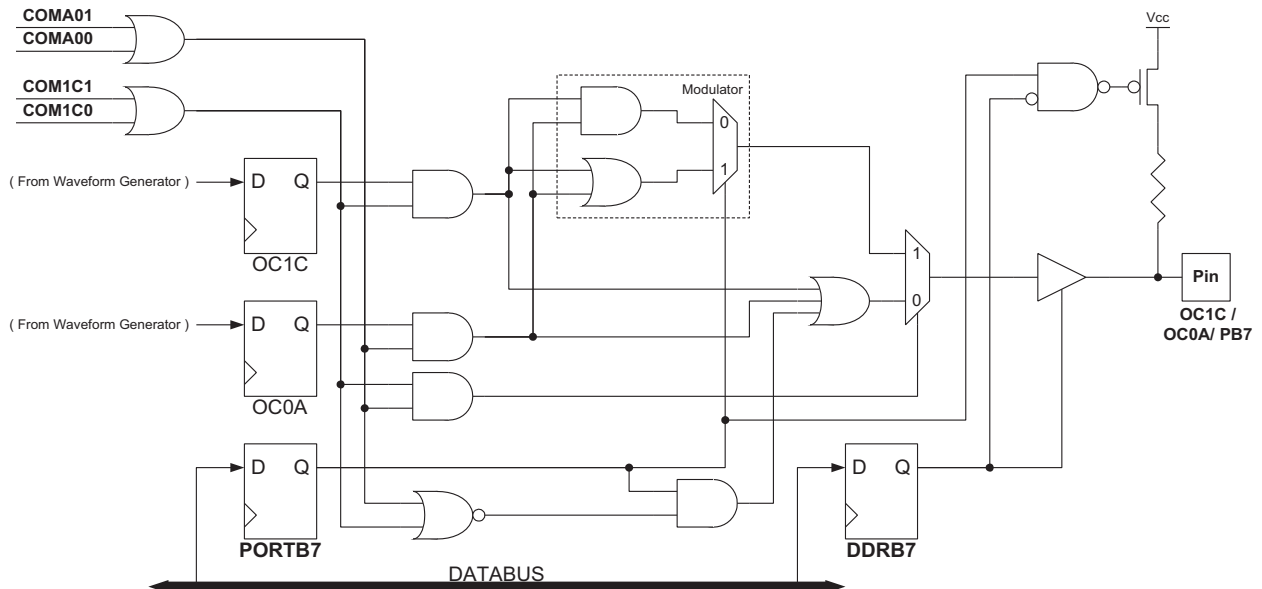 COMA01
COMA00
Vcc
COM1C1
COM1C0
Modulator
0
1
( From Waveform Generator )
D Q
OC1C
1
0
Pin
OC1C /
OC0A/ PB7
( From Waveform Generator )
D Q
OC0A
D Q
PORTB7
D Q
DDRB7
DATABUS